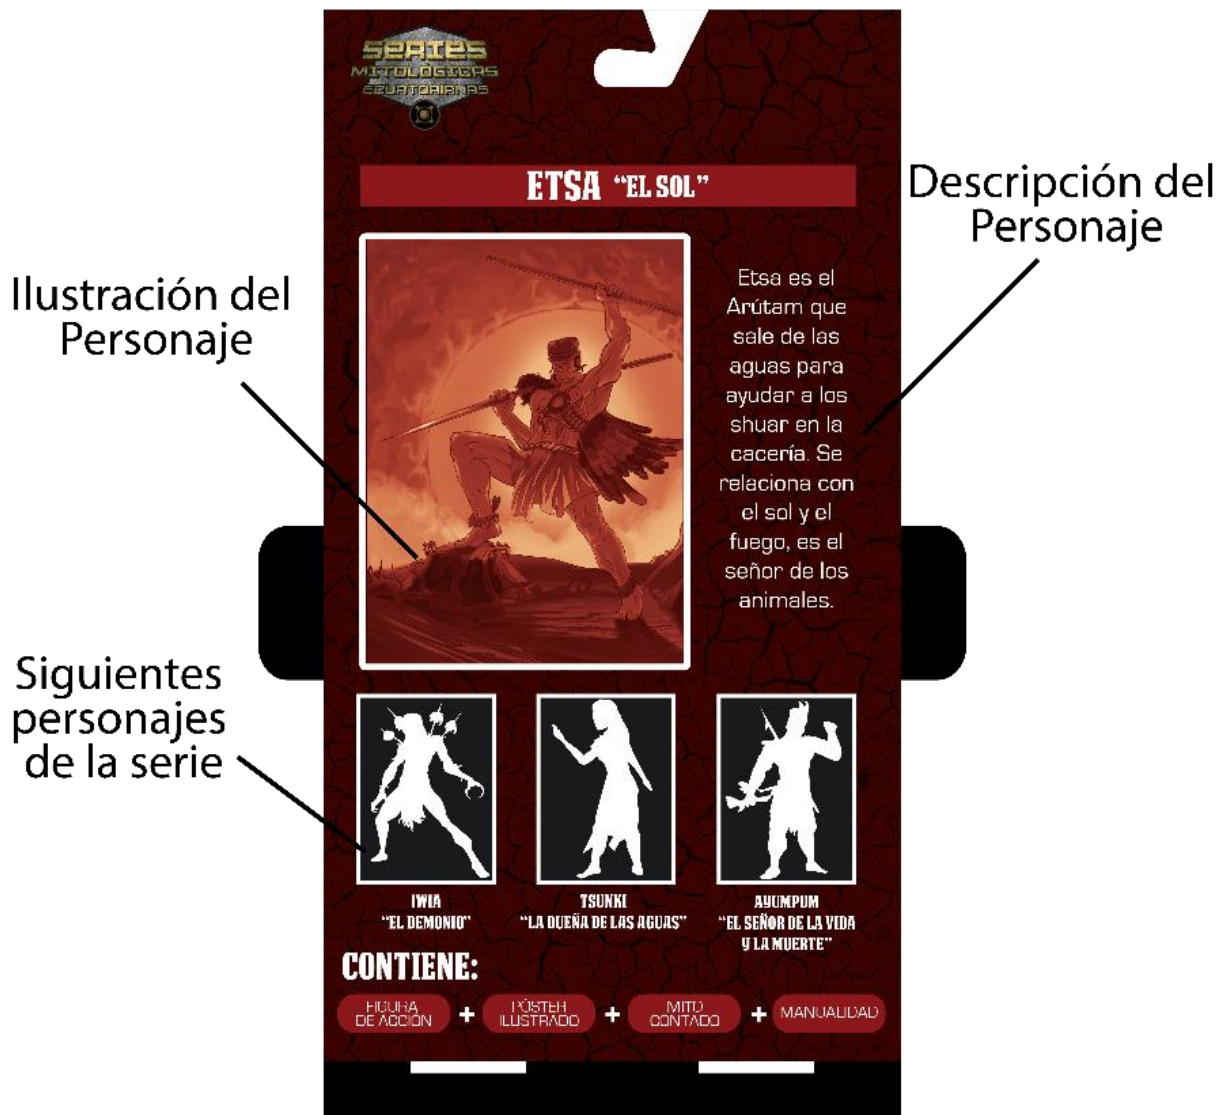 SERIES
MITOLÓGICAS
ECUATORIANAS
ETSA “EL SOL”
Descripción del
Personaje
Ilustración del
Personaje
Etsa es el
Arútam que
sale de las
aguas para
ayudar a los
shuar en la
cacería. Se
relaciona con
el sol y el
fuego, es el
señor de los
animales.
Siguientes
personajes
de la serie
IWIA
“EL DEMONIO”
TSUNKI
“LA DUEÑA DE LAS AGUAS”
AYUMPUM
“EL SEÑOR DE LA VIDA
Y LA MUERTE”
CONTIENE:
FIGURA
DE ACCIÓN
+
PÓSTER
ILUSTRADO
+
MITO
CONTADO
+
MANUALIDAD